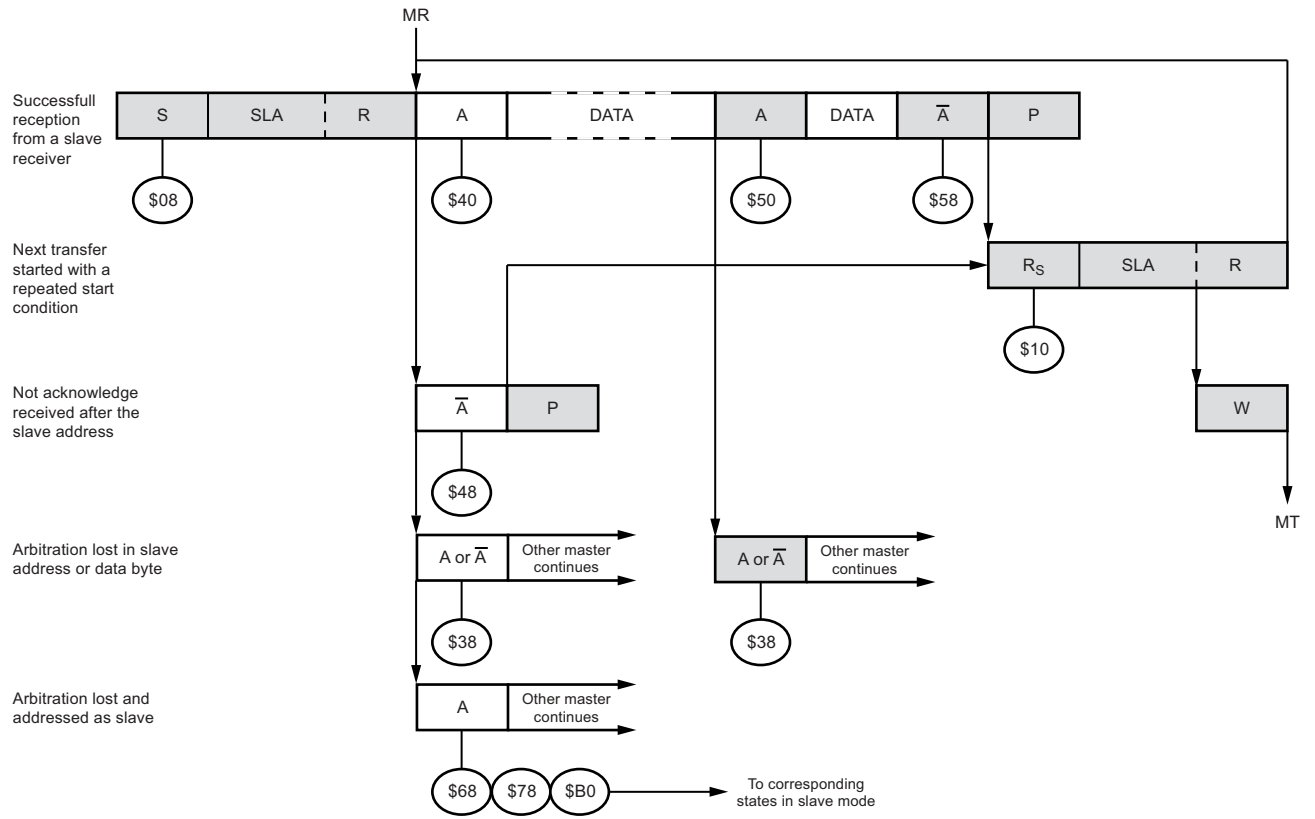 MR
Successfull
reception
from a slave
receiver
S SLA R A DATA A DATA A̅ P
$08 $40 $50 $58
Next transfer
started with a
repeated start
condition
RS SLA R
$10
Not acknowledge
received after the
slave address
A̅ P
W
$48
MT
Arbitration lost in slave
address or data byte
A or A̅
Other master
continues
A or A̅
Other master
continues
$38 $38
Arbitration lost and
addressed as slave
A
Other master
continues
$68 $78 $B0
To corresponding
states in slave mode